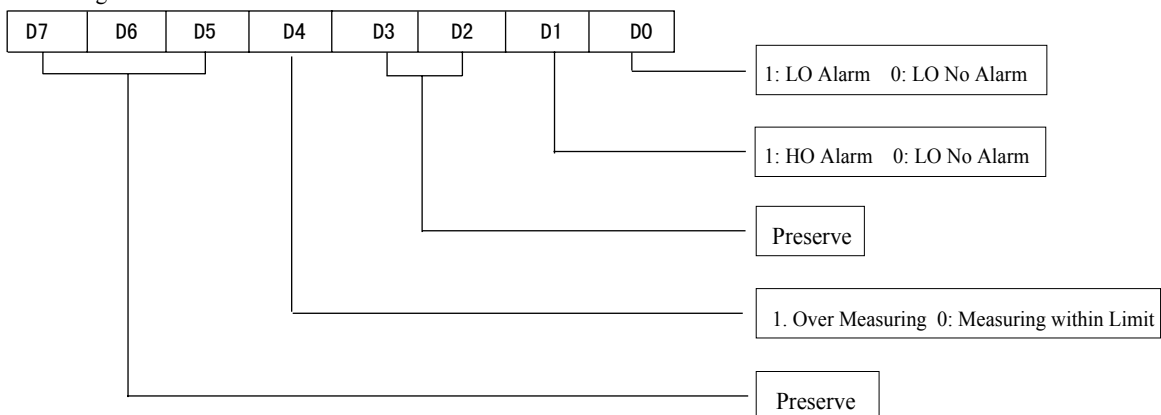 D7 D6 D5 D4 D3 D2 D1 D0
1: LO Alarm 0: LO No Alarm
1: HO Alarm 0: LO No Alarm
Preserve
1. Over Measuring 0: Measuring within Limit
Preserve